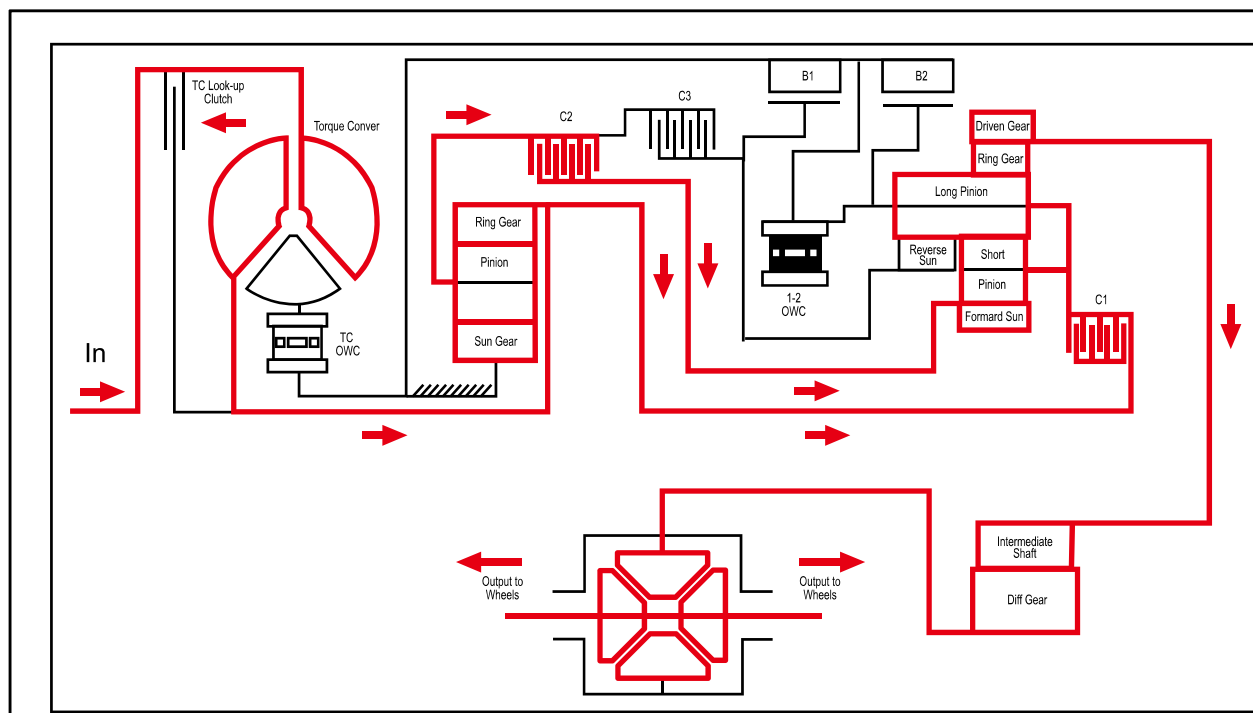 TC Look-up
Clutch
Torque Conver
In
TC
OWC
C2
C3
Ring Gear
Pinion
Sun Gear
B1
B2
1-2
OWC
Driven Gear
Ring Gear
Long Pinion
Reverse
Sun
Short
Pinion
Formard Sun
C1
Intermediate
Shaft
Diff Gear
Output to
Wheels
Output to
Wheels